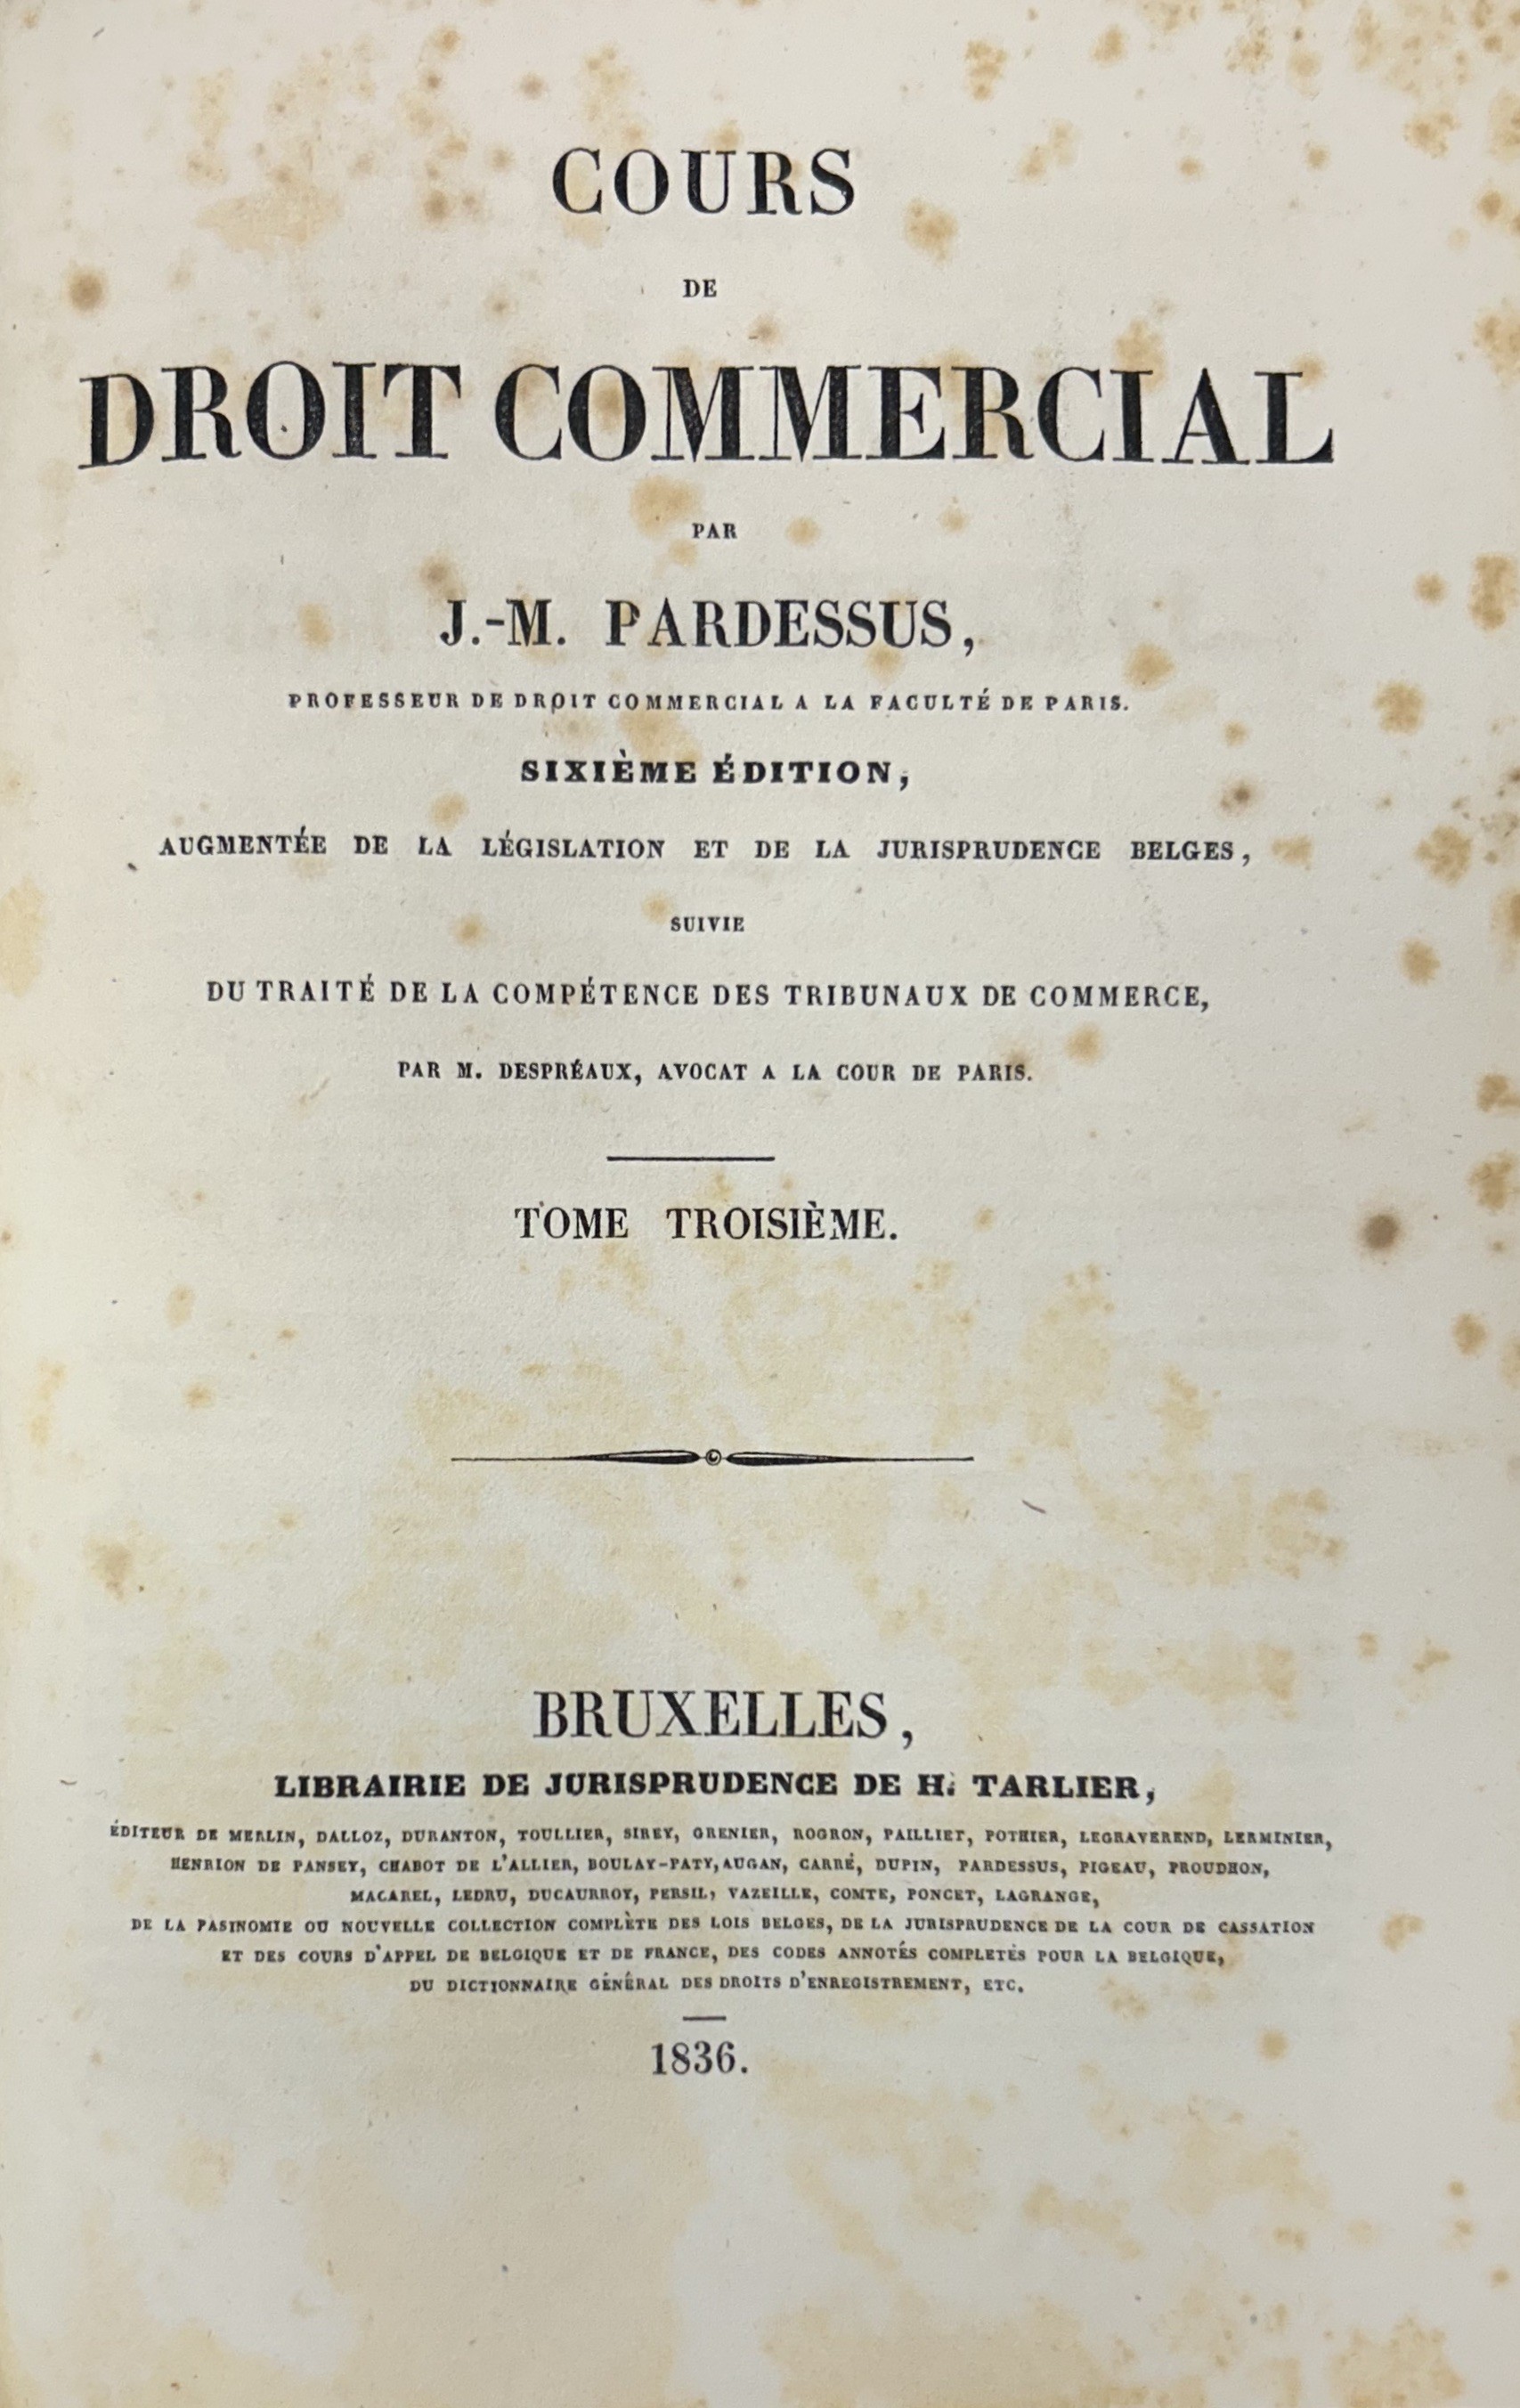 COURS
DE
DROIT COMMERCIAL
PAR
J.-M. PARDESSUS,
PROFESSEUR DE DROIT COMMERCIAL A LA FACULTÉ DE PARIS.
SIXIÈME ÉDITION,
AUGMENTÉE DE LA LÉGISLATION ET DE LA JURISPRUDENCE BELGES,
SUIVIE
DU TRAITÉ DE LA COMPÉTENCE DES TRIBUNAUX DE COMMERCE,
PAR M. DESPRÉAUX, AVOCAT A LA COUR DE PARIS.
TOME TROISIÈME.
BRUXELLES,
LIBRAIRIE DE JURISPRUDENCE DE H. TARLIER,
ÉDITEUR DE MERLIN, DALLOZ, DURANTON, TOULLIER, SIREY, GRENIER, ROGRON, PAILLIET, POTHIER, LEGRAVEREND, LERMINIER,
HENRION DE PANSEY, CHABOT DE L'ALLIER, BOULAY-PATY, AUGAN, CARRÉ, DUPIN, PARDESSUS, PIGEAU, PROUDHON,
MACAREL, LEDRU, DUCAURROY, PERSIL, VAZEILLE, COMTE, PONCET, LAGRANGE,
DE LA PASINOMIE OU NOUVELLE COLLECTION COMPLÈTE DES LOIS BELGES, DE LA JURISPRUDENCE DE LA COUR DE CASSATION
ET DES COURS D'APPEL DE BELGIQUE ET DE FRANCE, DES CODES ANNOTÉS COMPLETÉS POUR LA BELGIQUE,
DU DICTIONNAIRE GÉNÉRAL DES DROITS D'ENREGISTREMENT, ETC.
1836.